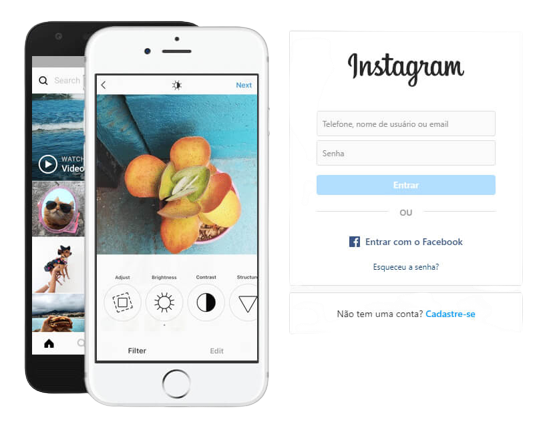 Search
WATCH
Video
Next
Adjust
Brightness
Contrast
Structure
Filter
Edit
Instagram
Telefone, nome de usuário ou email
Senha
Entrar
OU
Entrar com o Facebook
Esqueceu a senha?
Não tem uma conta? Cadastre-se